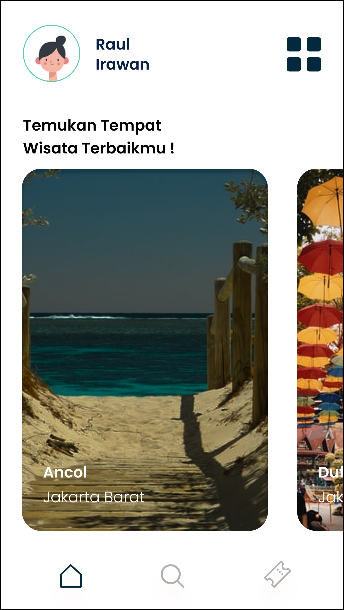 Raul
Irawan
Temukan Tempat
Wisata Terbaikmu !
Ancol
Jakarta Barat